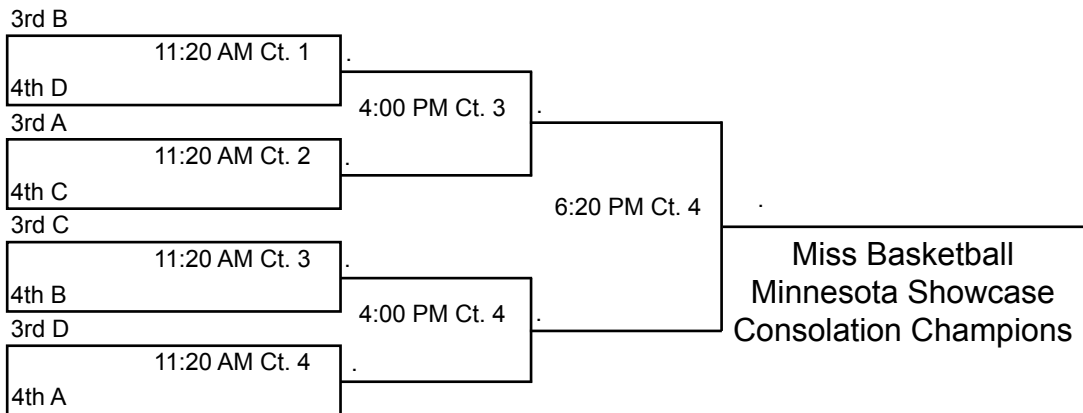 3rd B
11:20 AM Ct. 1
4th D
4:00 PM Ct. 3
3rd A
11:20 AM Ct. 2
4th C
6:20 PM Ct. 4
3rd C
11:20 AM Ct. 3
4th B
4:00 PM Ct. 4
3rd D
11:20 AM Ct. 4
4th A
Miss Basketball
Minnesota Showcase
Consolation Champions